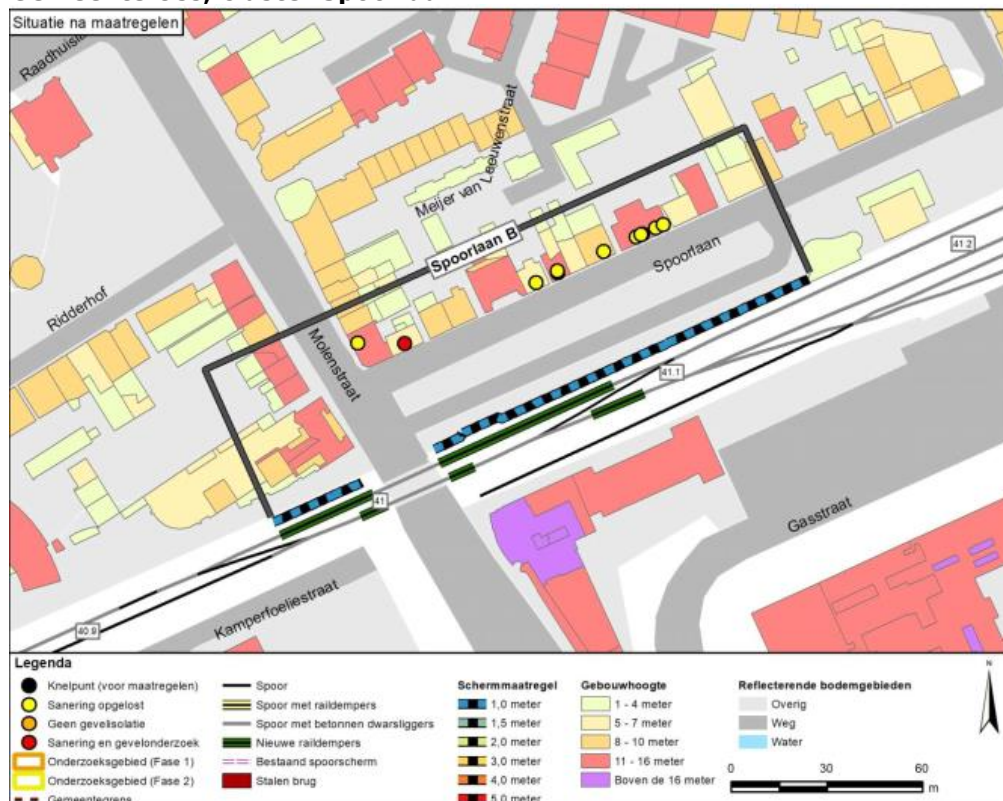 Situatie na maatregelen
Raadhuisla
Meijer van Leeuwenstraat
Spoorlaan B
Spoorlaan
Ridderhof
Molenstraat
41.2
41.1
41
Gasstraat
Kamperfoeliestraat
40.9
Legenda
Knelpunt (voor maatregelen)
Sanering opgelost
Geen gevelisolatie
Sanering en gevelonderzoek
Onderzoeksgebied (Fase 1)
Onderzoeksgebied (Fase 2)
Gemeentegrens
Spoor
Spoor met raildempers
Spoor met betonnen dwarsliggers
Nieuwe raildempers
Bestaand spoorscherm
Stalen brug
Schermmaatregel
1,0 meter
1,5 meter
2,0 meter
3,0 meter
4,0 meter
5,0 meter
Gebouwhoogte
1 - 4 meter
5 - 7 meter
8 - 10 meter
11 - 16 meter
Boven de 16 meter
Reflecterende bodemgebieden
Overig
Weg
Water
N
0 30 60
m